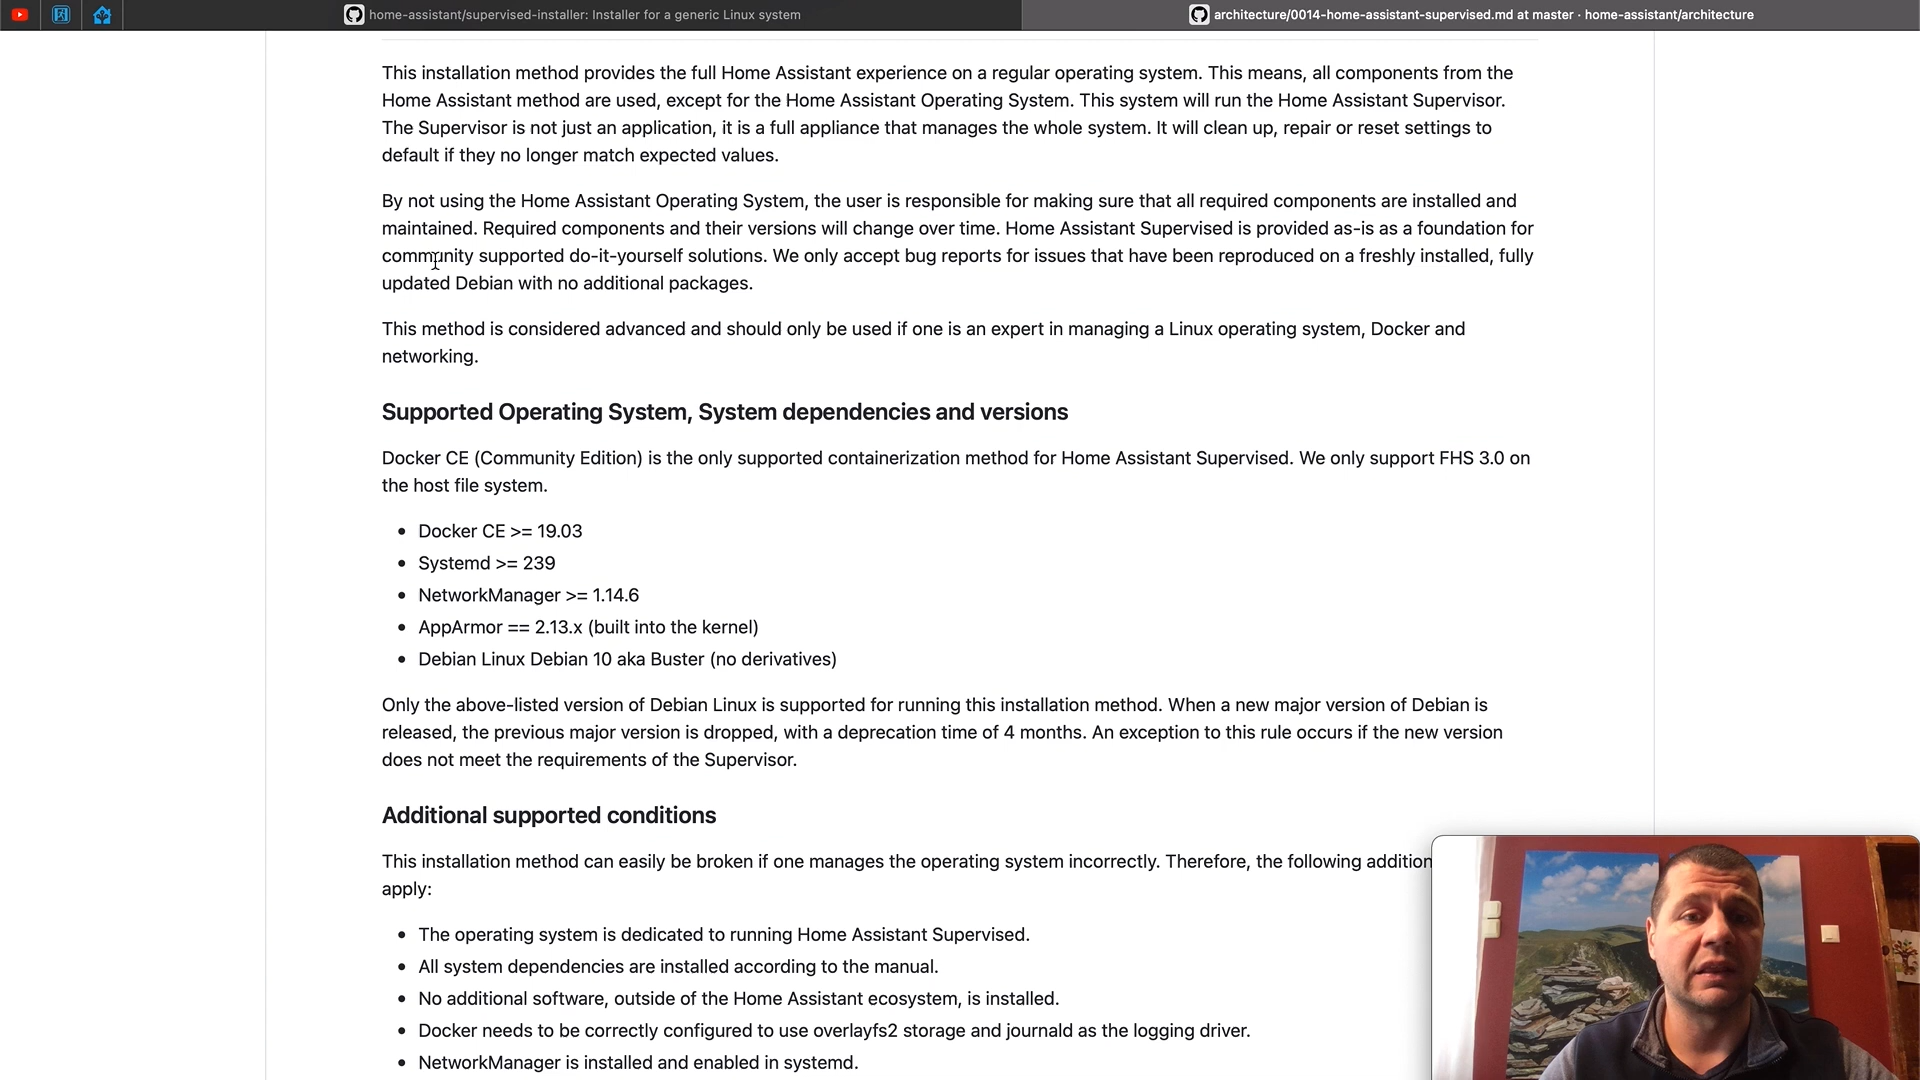 home-assistant/supervised-installer: Installer for a generic Linux system
architecture/0014-home-assistant-supervised.md at master · home-assistant/architecture
This installation method provides the full Home Assistant experience on a regular operating system. This means, all components from the
Home Assistant method are used, except for the Home Assistant Operating System. This system will run the Home Assistant Supervisor.
The Supervisor is not just an application, it is a full appliance that manages the whole system. It will clean up, repair or reset settings to
default if they no longer match expected values.
By not using the Home Assistant Operating System, the user is responsible for making sure that all required components are installed and
maintained. Required components and their versions will change over time. Home Assistant Supervised is provided as-is as a foundation for
community supported do-it-yourself solutions. We only accept bug reports for issues that have been reproduced on a freshly installed, fully
updated Debian with no additional packages.
This method is considered advanced and should only be used if one is an expert in managing a Linux operating system, Docker and
networking.
Supported Operating System, System dependencies and versions
Docker CE (Community Edition) is the only supported containerization method for Home Assistant Supervised. We only support FHS 3.0 on
the host file system.
• Docker CE >= 19.03
• Systemd >= 239
• NetworkManager >= 1.14.6
• AppArmor == 2.13.x (built into the kernel)
• Debian Linux Debian 10 aka Buster (no derivatives)
Only the above-listed version of Debian Linux is supported for running this installation method. When a new major version of Debian is
released, the previous major version is dropped, with a deprecation time of 4 months. An exception to this rule occurs if the new version
does not meet the requirements of the Supervisor.
Additional supported conditions
This installation method can easily be broken if one manages the operating system incorrectly. Therefore, the following addition
apply:
• The operating system is dedicated to running Home Assistant Supervised.
• All system dependencies are installed according to the manual.
• No additional software, outside of the Home Assistant ecosystem, is installed.
• Docker needs to be correctly configured to use overlayfs2 storage and journald as the logging driver.
• NetworkManager is installed and enabled in systemd.